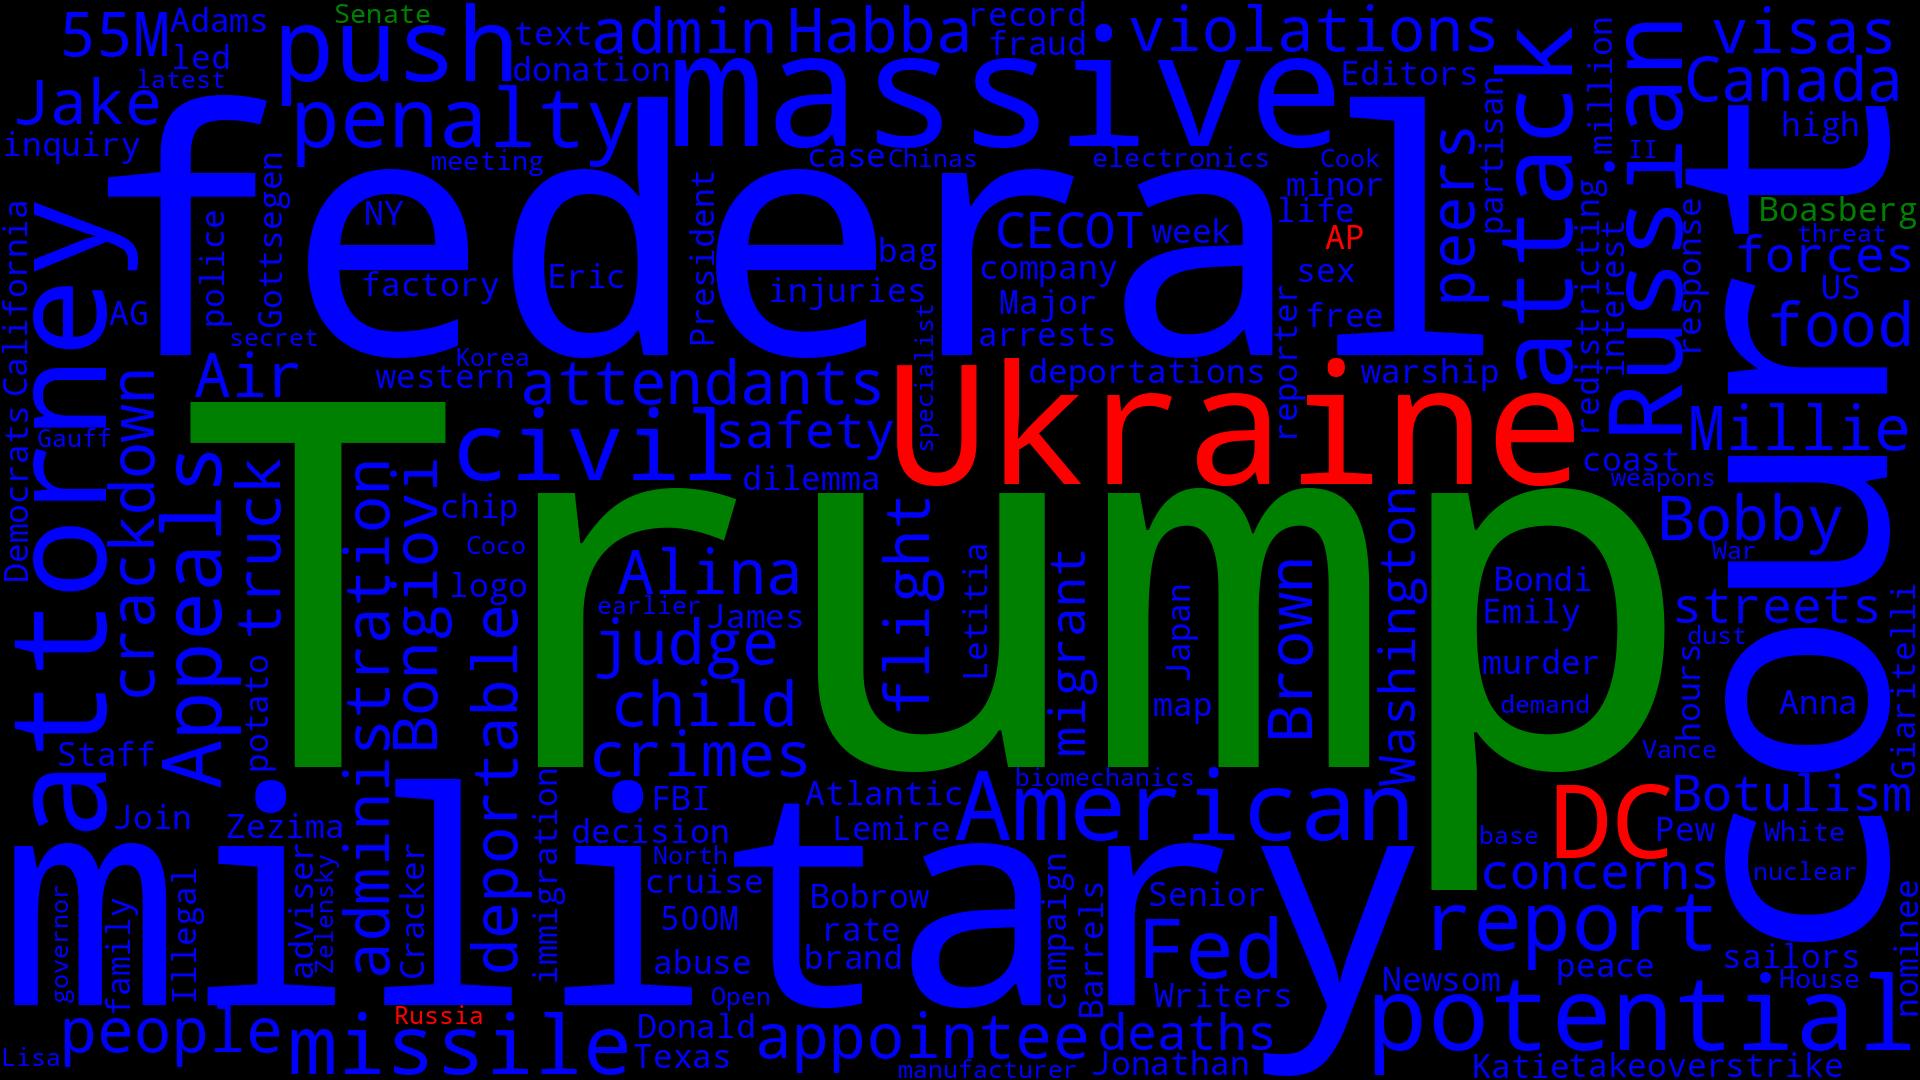 55M
Adams
led
latest
Senate
push
text
donation
admin
Habba
record
fraud
violations
visas
Canada
Jake
inquiry
penalty
massive
Editors
attack
million
Russian
high
meeting
case
Chinas
electronics
Cook
minor
life
II
partisan
peers
federal
NY
factory
Eric
President
bag
injuries
CECOT
week
company
Major
arrests
AP
sex
free
reporter
redistricting
interest
response
Boasberg
threat
forces
US
food
California
attorney
AG
police
Gottsegen
secret
Air
western
Korea
attendants
specialist
deportations
warship
Ukraine
court
Millie
Democrats
Gauff
crackdown
Appeals
truck
civil
safety
dilemma
coast
weapons
Bobby
War
Trump
administration
Bongiovi
chip
Coco
logo
Alina
earlier
James
judge
flight
Letitia
migrant
Japan
map
Brown
Washington
Bondi
Emily
murder
demand
streets
dust
hours
Anna
Giaritelli
Vance
potato
deportable
child
crimes
Staff
Join
Zezima
immigration
FBI
decision
Atlantic
Lemire
biomechanics
American
base
DC
Botulism
Pew
White
nuclear
concerns
military
governor
family
Illegal
adviser
Zelensky
Cracker
North
cruise
500M
abuse
Open
Bobrow
rate
brand
campaign
Barrels
Senior
Fed
Writers
report
Newsom
peace
sailors
House
nominee
Lisa
people
Russia
missile
Donald
Texas
appointee
manufacturer
deaths
Jonathan
potential
Katie
takeover
strike